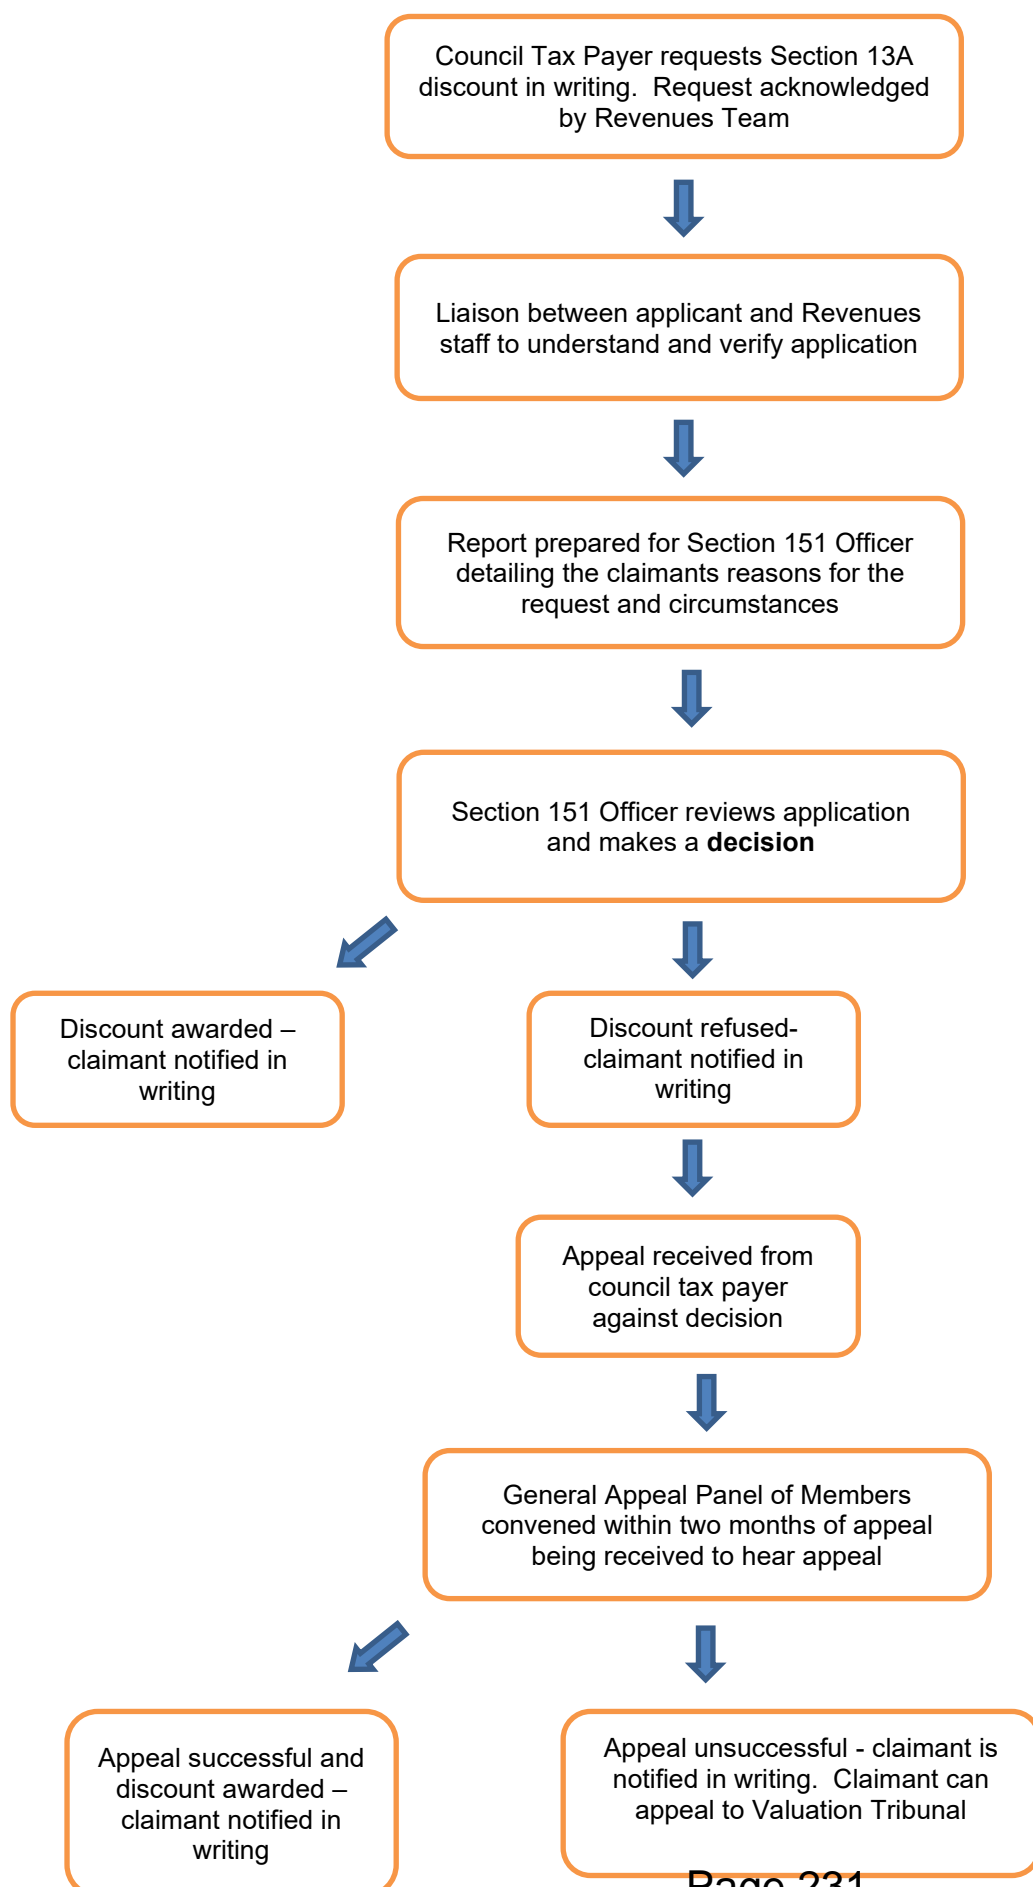 Council Tax Payer requests Section 13A
discount in writing.  Request acknowledged
by Revenues Team
Liaison between applicant and Revenues
staff to understand and verify application
Report prepared for Section 151 Officer
detailing the claimants reasons for the
request and circumstances
Section 151 Officer reviews application
and makes a decision
Discount awarded –
claimant notified in
writing
Discount refused-
claimant notified in
writing
Appeal received from
council tax payer
against decision
General Appeal Panel of Members
convened within two months of appeal
being received to hear appeal
Appeal successful and
discount awarded –
claimant notified in
writing
Appeal unsuccessful - claimant is
notified in writing.  Claimant can
appeal to Valuation Tribunal
Page 231